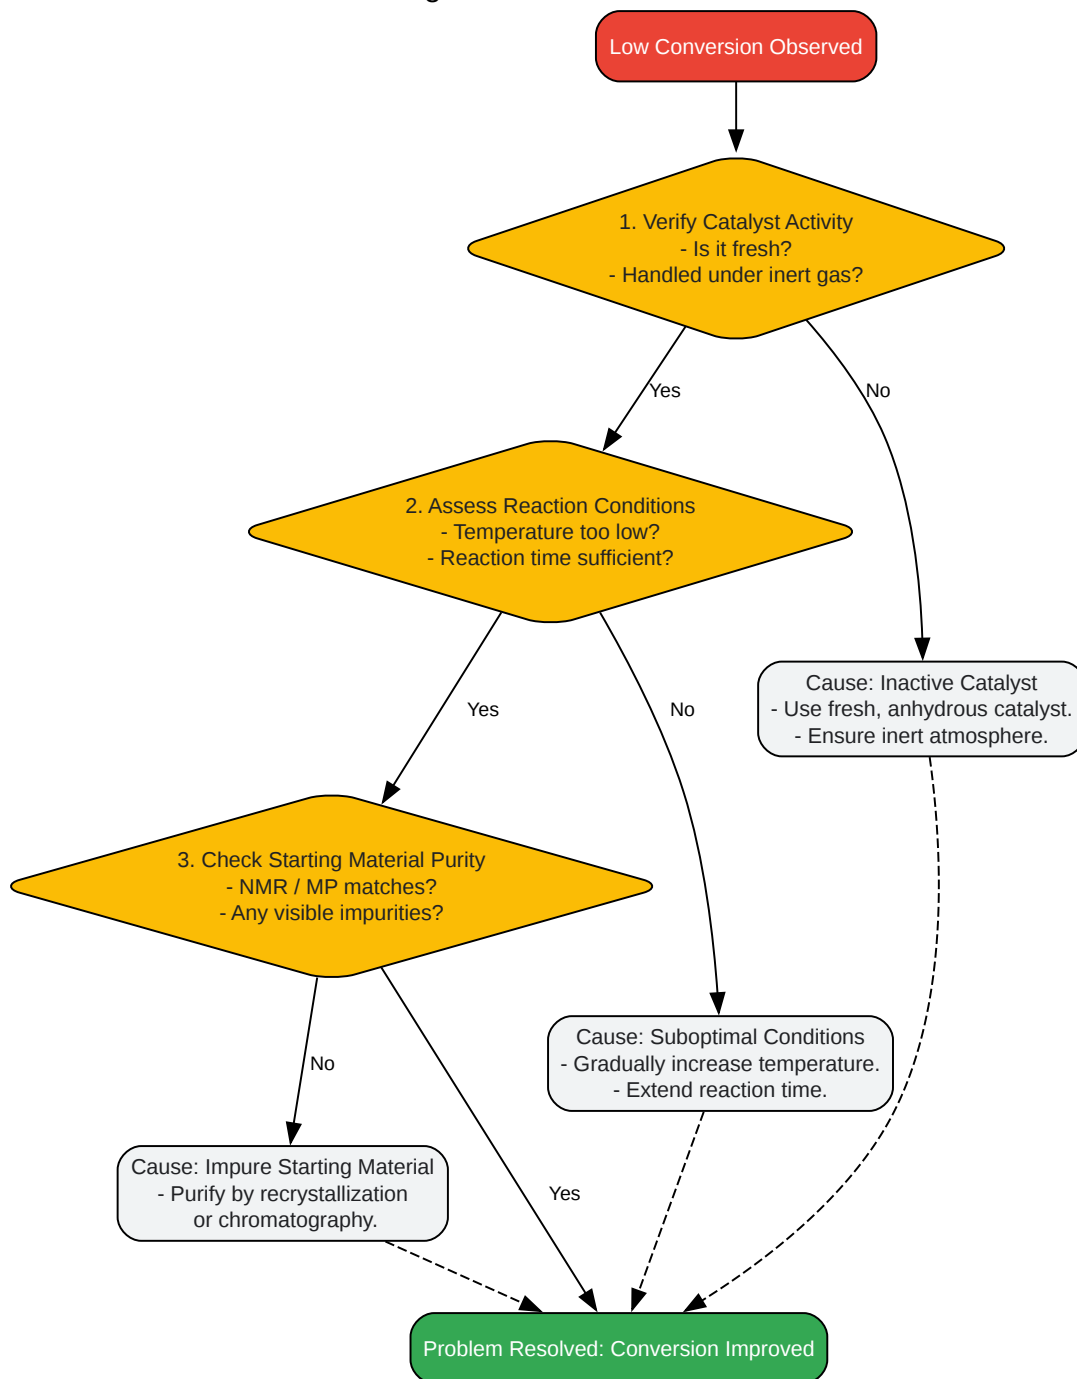 Low Conversion Observed
1. Verify Catalyst Activity
- Is it fresh?
- Handled under inert gas?
Yes
No
2. Assess Reaction Conditions
- Temperature too low?
- Reaction time sufficient?
Yes
No
Cause: Inactive Catalyst
- Use fresh, anhydrous catalyst.
- Ensure inert atmosphere.
3. Check Starting Material Purity
- NMR / MP matches?
- Any visible impurities?
No
Yes
Cause: Suboptimal Conditions
- Gradually increase temperature.
- Extend reaction time.
Cause: Impure Starting Material
- Purify by recrystallization
or chromatography.
Problem Resolved: Conversion Improved